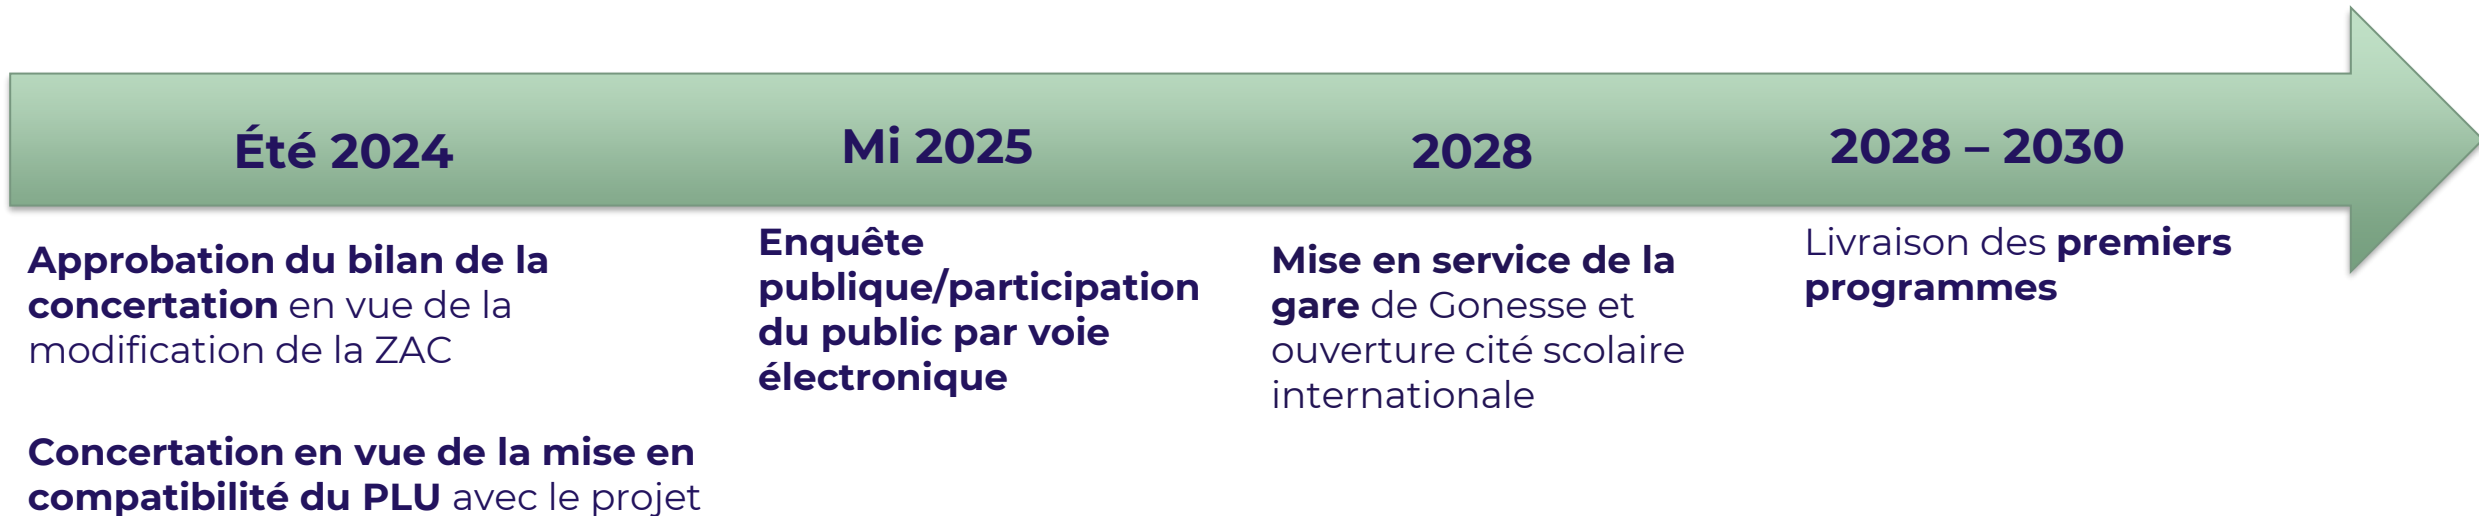 Été 2024
Approbation du bilan de la
concertation en vue de la
modification de la ZAC
Concertation en vue de la mise en
compatibilité du PLU avec le projet
Mi 2025
Enquête
publique/participation
du public par voie
électronique
2028
Mise en service de la
gare de Gonesse et
ouverture cité scolaire
internationale
2028 – 2030
Livraison des premiers
programmes